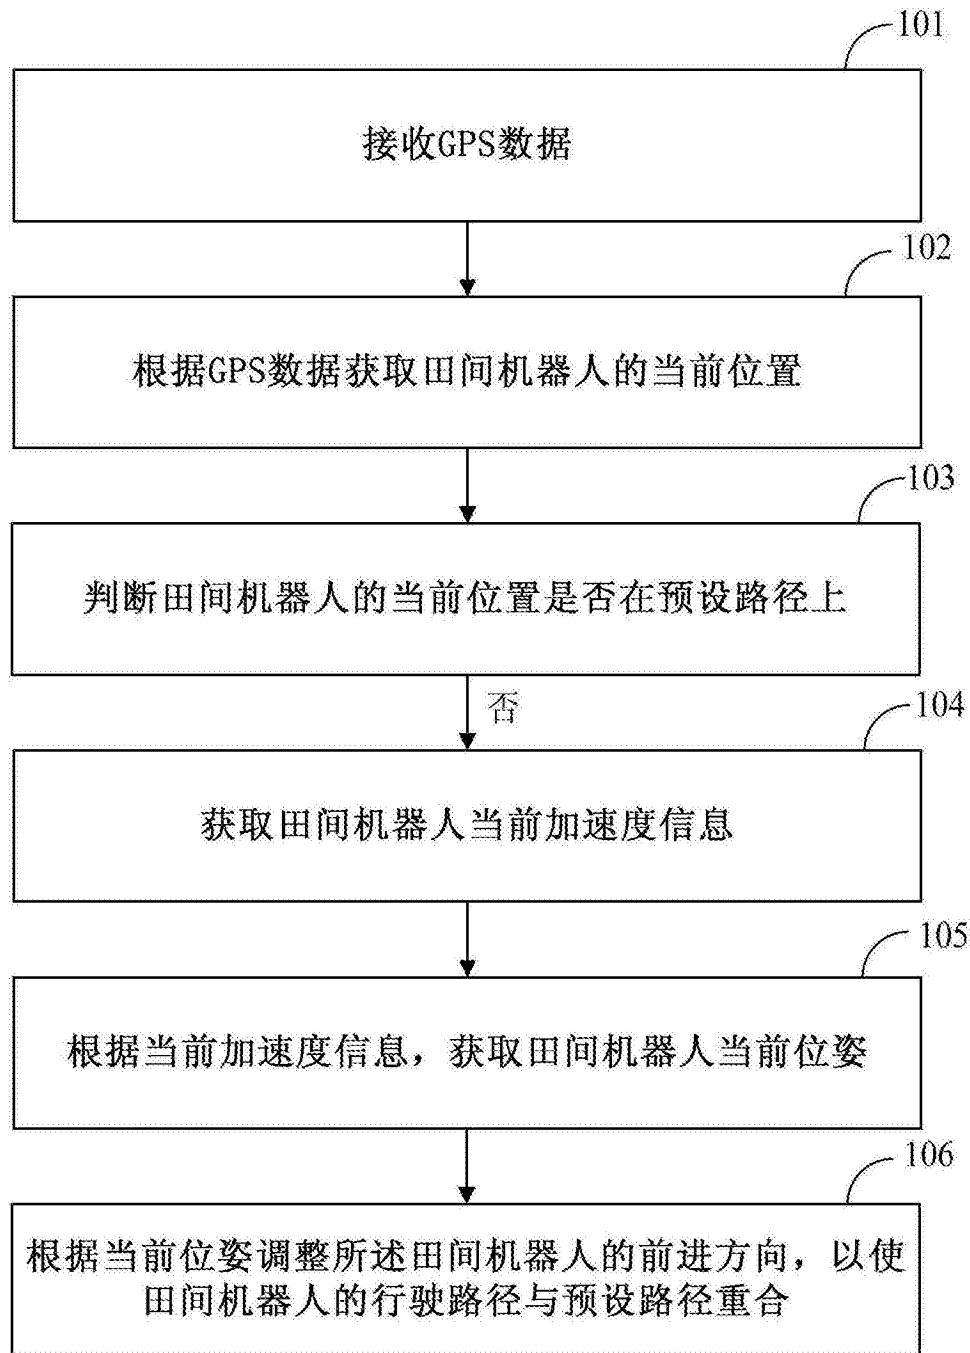 101
接收GPS数据
102
根据GPS数据获取田间机器人的当前位置
103
判断田间机器人的当前位置是否在预设路径上
否
104
获取田间机器人当前加速度信息
105
根据当前加速度信息，获取田间机器人当前位姿
106
根据当前位姿调整所述田间机器人的前进方向，以使
田间机器人的行驶路径与预设路径重合